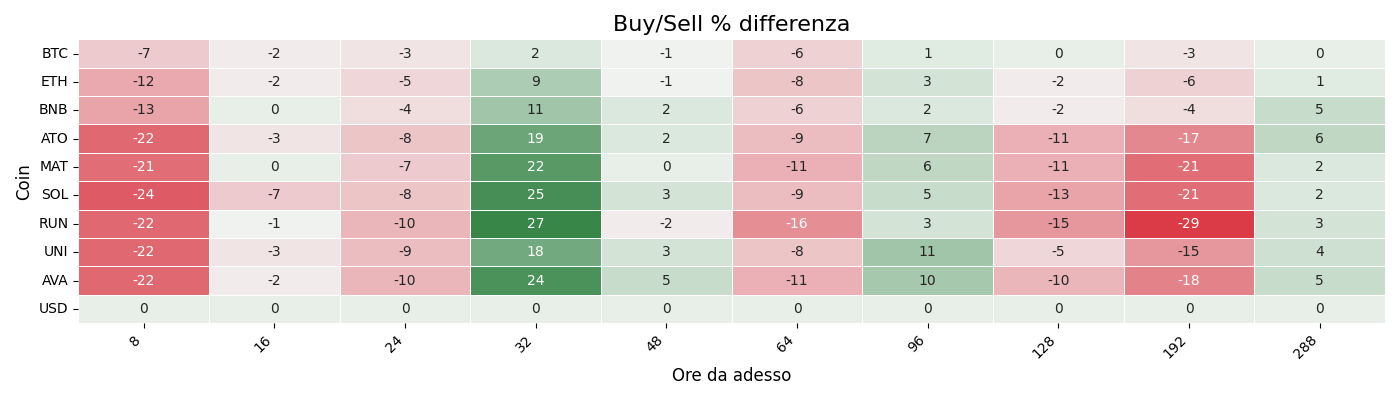 Buy/Sell % differenza
Coin
BTC -7 -2 -3 2 -1 -6 1 0 -3 0
ETH -12 -2 -5 9 -1 -8 3 -2 -6 1
BNB -13 0 -4 11 2 -6 2 -2 -4 5
ATO -22 -3 -8 19 2 -9 7 -11 -17 6
MAT -21 0 -7 22 0 -11 6 -11 -21 2
SOL -24 -7 -8 25 3 -9 5 -13 -21 2
RUN -22 -1 -10 27 -2 -16 3 -15 -29 3
UNI -22 -3 -9 18 3 -8 11 -5 -15 4
AVA -22 -2 -10 24 5 -11 10 -10 -18 5
USD 0 0 0 0 0 0 0 0 0 0
8 16 24 32 48 64 96 128 192 288
Ore da adesso